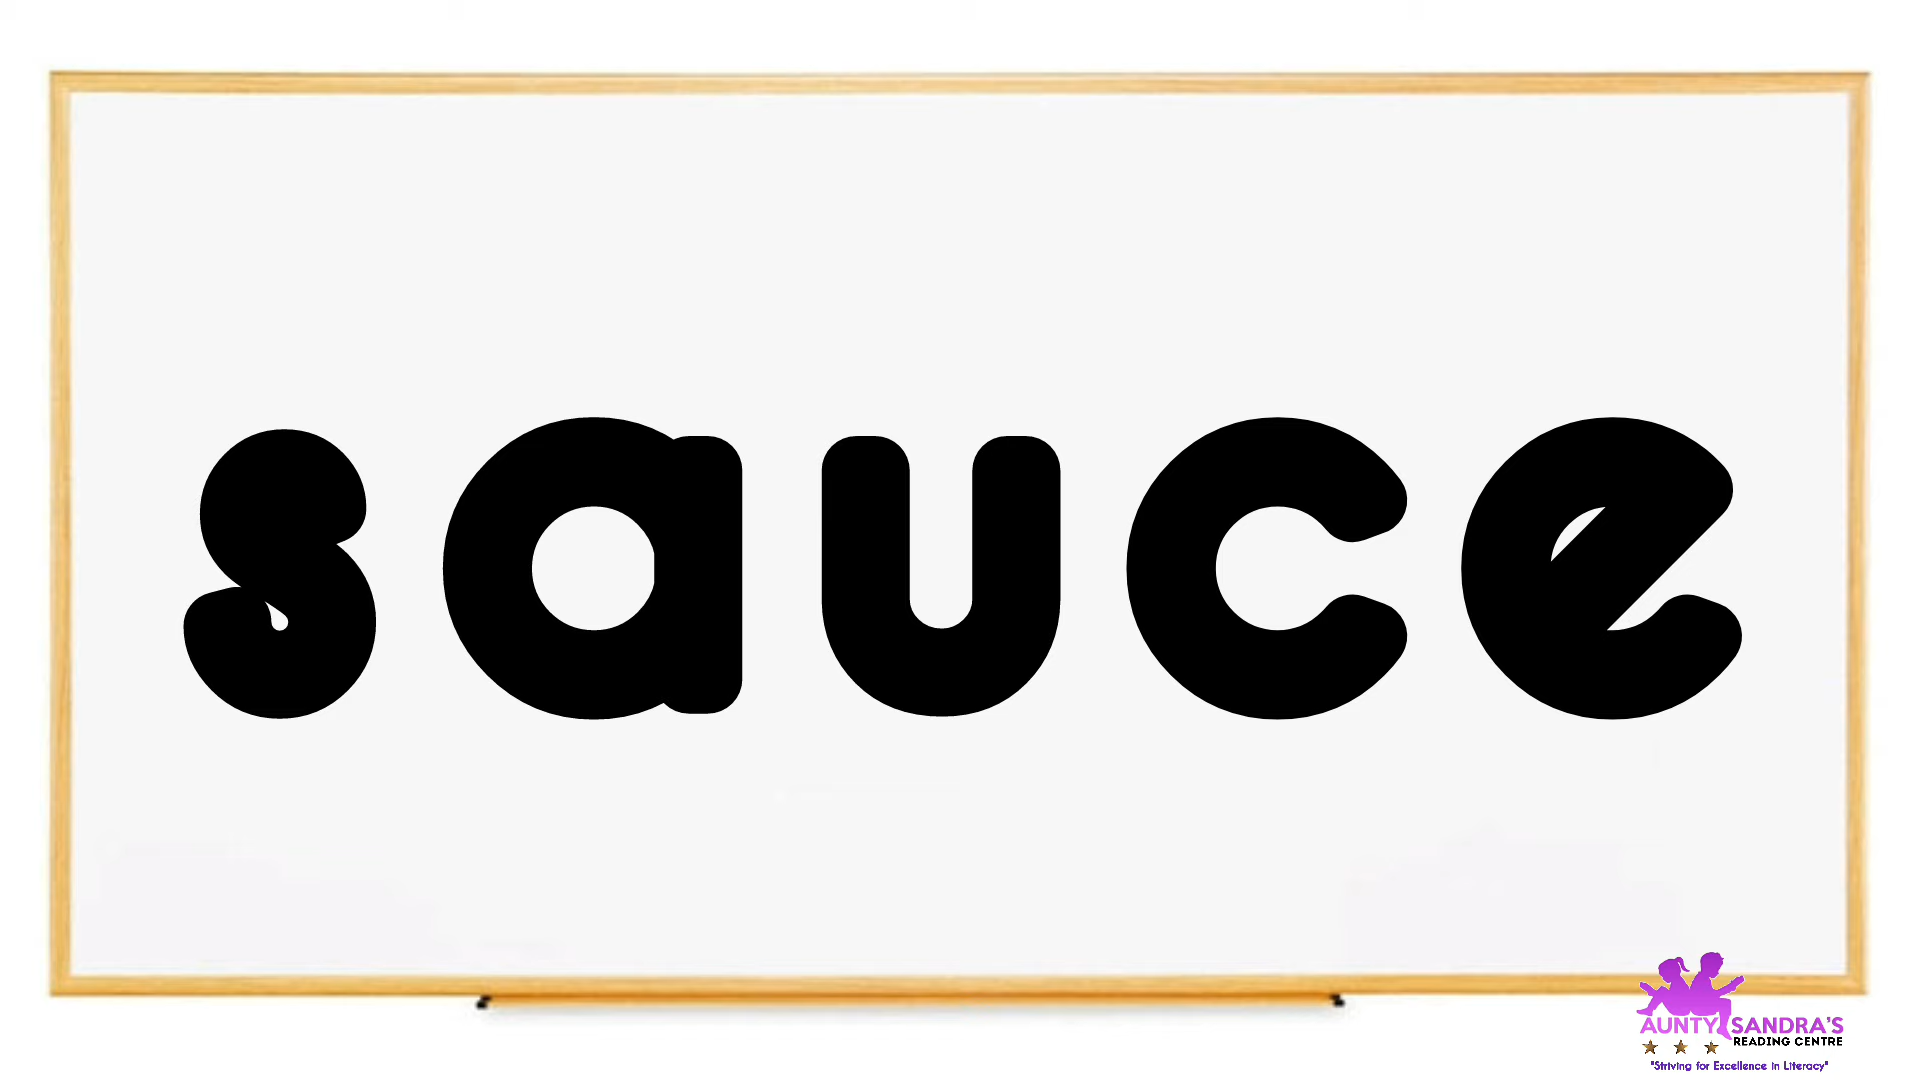 sauce
AUNTY SANDRA'S
READING CENTRE
"Striving for Excellence in Literacy"